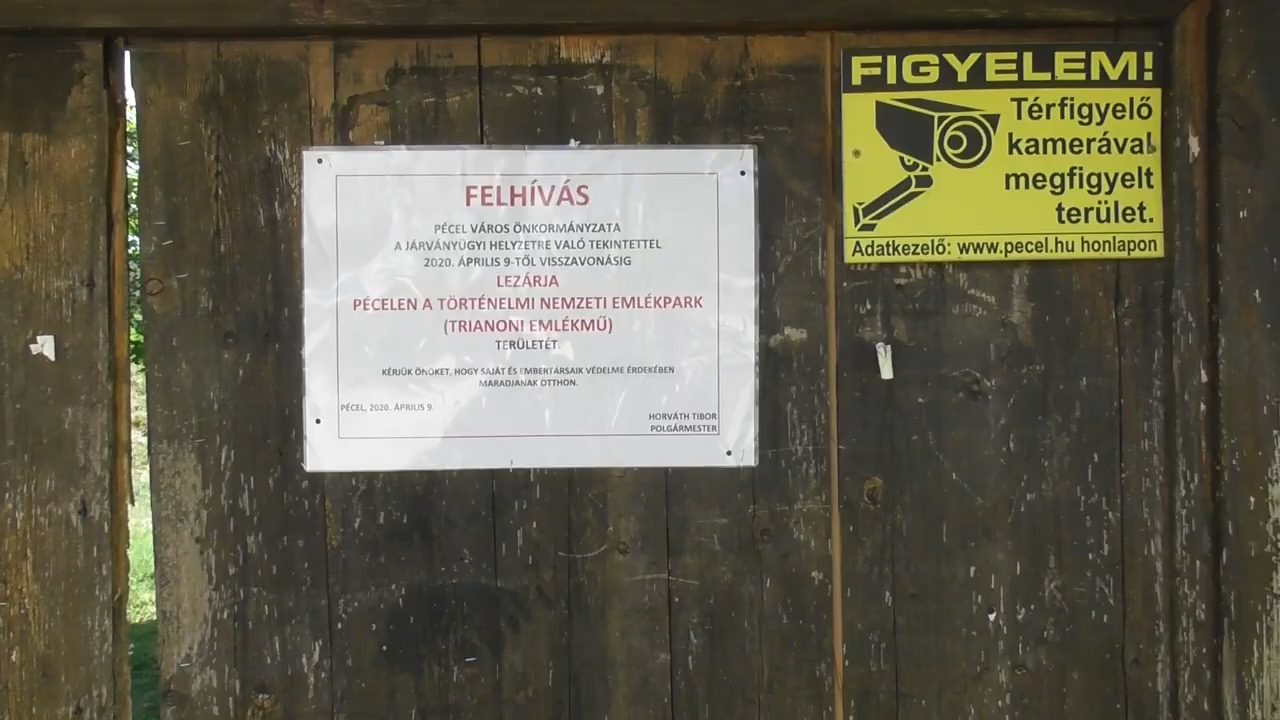 FELHÍVÁS
PÉCEL VÁROS ÖNKORMÁNYZATA
A JÁRVÁNYÜGYI HELYZETRE VALÓ TEKINTETTEL
2020. ÁPRILIS 9-TŐL VISSZAVONÁSIG
LEZÁRJA
PÉCELEN A TÖRTÉNELMI NEMZETI EMLÉKPARK
(TRIANONI EMLÉKMŰ)
TERÜLETÉT.
KÉRJÜK ÖNÖKET, HOGY SAJÁT ÉS EMBERTÁRSAIK VÉDELME ÉRDEKÉBEN
MARADJANAK OTTHON.
PÉCEL, 2020. ÁPRILIS 9.
HORVÁTH TIBOR
POLGÁRMESTER
FIGYELEM!
Térfigyelő
kamerával
megfigyelt
terület.
Adatkezelő: www.pecel.hu honlapon